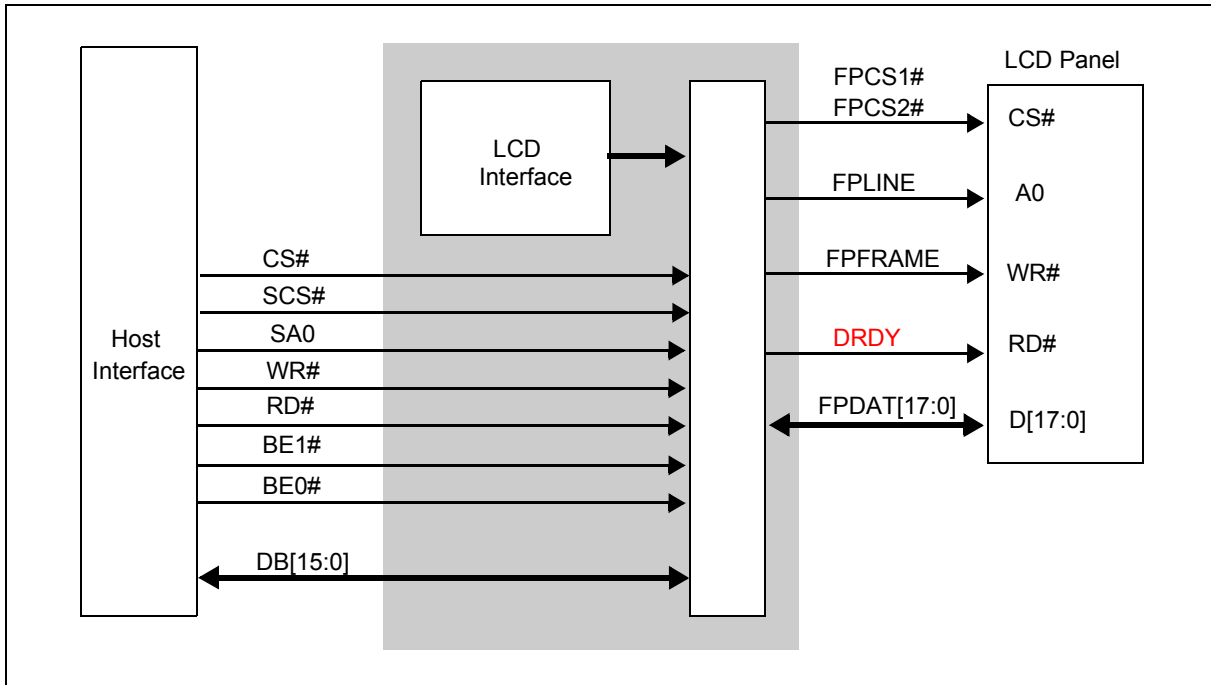 LCD Panel
FPCS1#
FPCS2#
CS#
LCD
Interface
FPLINE
A0
CS#
FPFRAME
WR#
SCS#
Host
Interface
SA0
DRDY
RD#
WR#
RD#
FPDAT[17:0]
D[17:0]
BE1#
BE0#
DB[15:0]